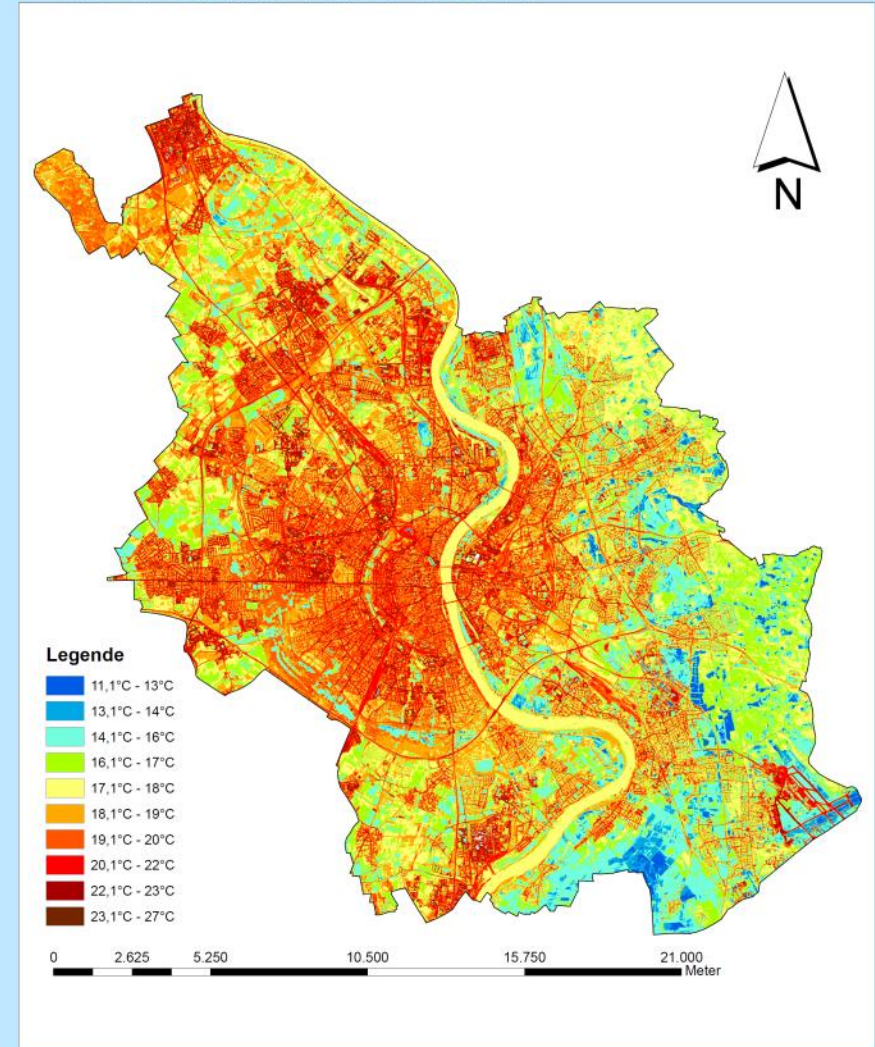 N
Legende
11,1°C - 13°C
13,1°C - 14°C
14,1°C - 16°C
16,1°C - 17°C
17,1°C - 18°C
18,1°C - 19°C
19,1°C - 20°C
20,1°C - 22°C
22,1°C - 23°C
23,1°C - 27°C
0 2.625 5.250 10.500 15.750 21.000
Meter